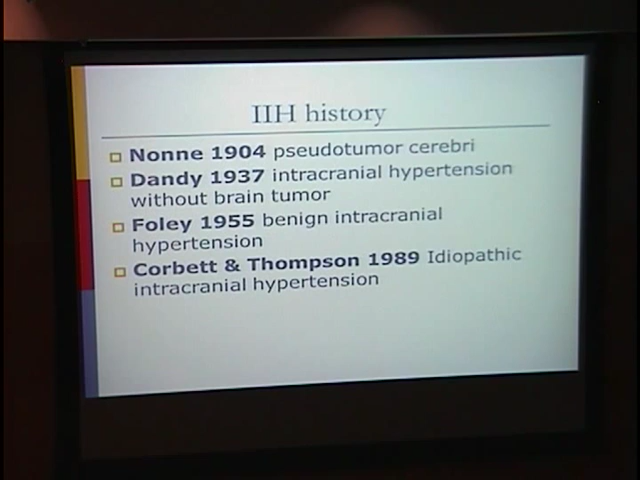 IIH history
Nonne 1904 pseudotumor cerebri
Dandy 1937 intracranial hypertension
without brain tumor
Foley 1955 benign intracranial
hypertension
Corbett & Thompson 1989 Idiopathic
intracranial hypertension